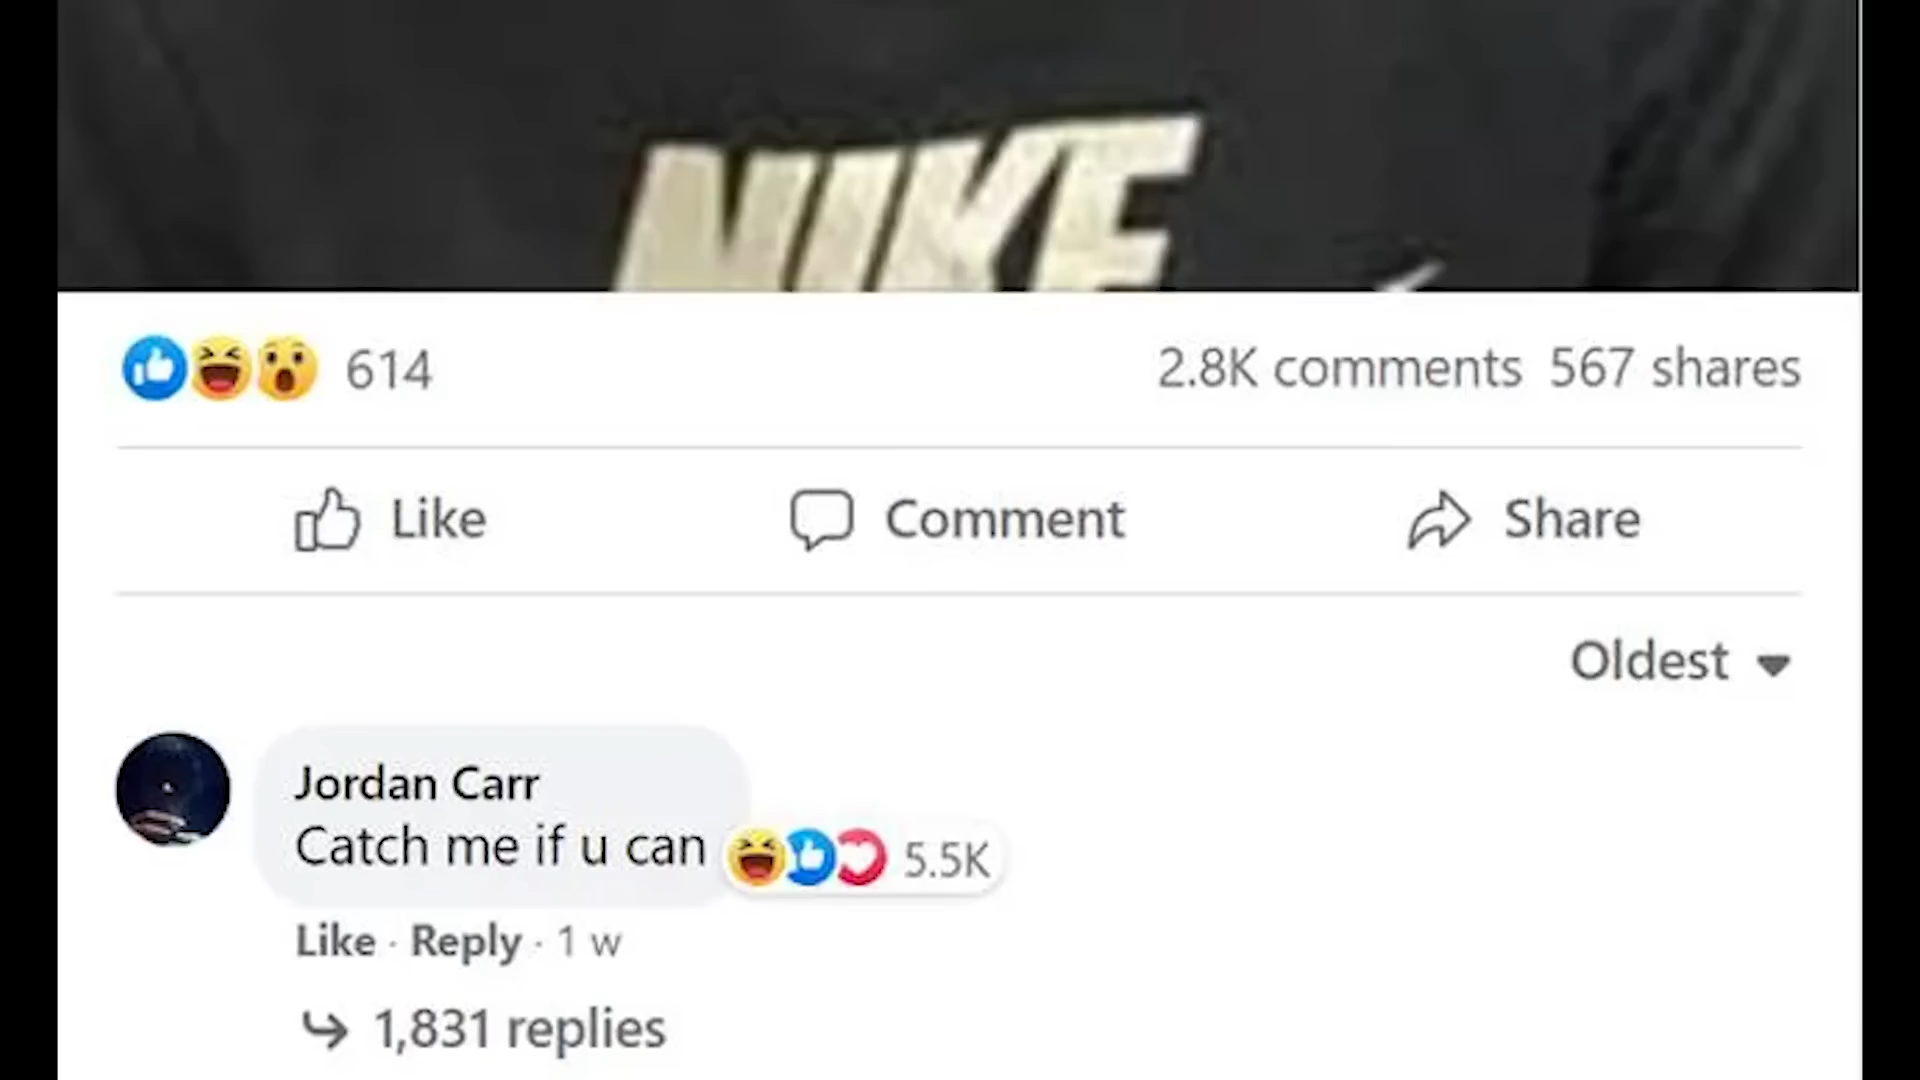 NIKE
614
2.8K comments 567 shares
Like Comment Share
Oldest
Jordan Carr
Catch me if u can
5.5K
Like · Reply · 1 w
1,831 replies